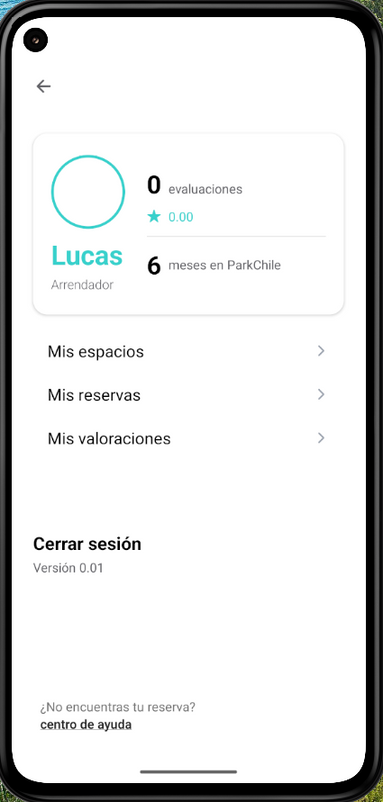 0 evaluaciones
0.00
Lucas
Arrendador
6 meses en ParkChile
Mis espacios
Mis reservas
Mis valoraciones
Cerrar sesión
Versión 0.01
¿No encuentras tu reserva?
centro de ayuda